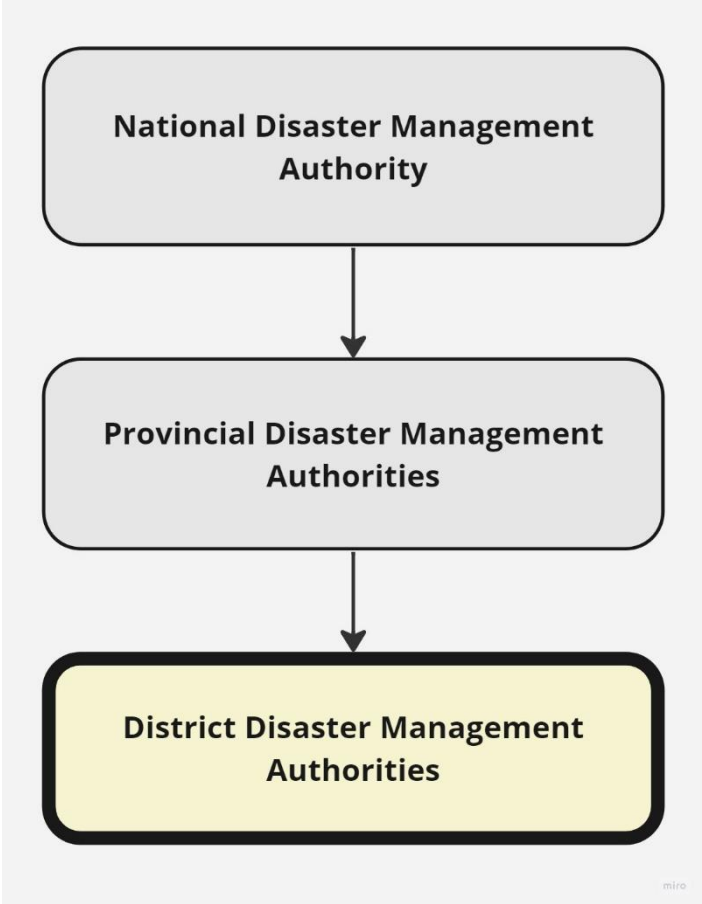 National Disaster Management
Authority
Provincial Disaster Management
Authorities
District Disaster Management
Authorities
miro